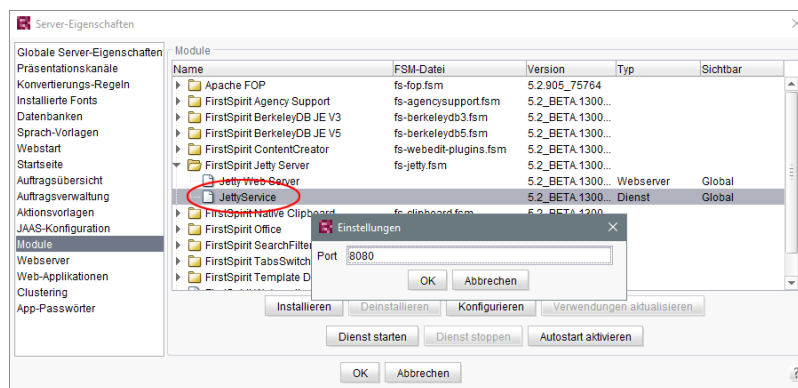 Server-Eigenschaften
Globale Server-Eigenschaften
Präsentationskanäle
Konvertierungs-Regeln
Installierte Fonts
Datenbanken
Sprach-Vorlagen
Webstart
Startseite
Auftragsübersicht
Auftragsverwaltung
Aktionsvorlagen
JAAS-Konfiguration
Module
Webserver
Web-Applikationen
Clustering
App-Passwörter
Module
Name FSM-Datei Version Typ Sichtbar
Apache FOP fs-fop.fsm 5.2.905_75764
FirstSpirit Agency Support fs-agencysupport.fsm 5.2_BETA.1300...
FirstSpirit BerkeleyDB JE V3 fs-berkeleydb3.fsm 5.2_BETA.1300...
FirstSpirit BerkeleyDB JE V5 fs-berkeleydb5.fsm 5.2_BETA.1300...
FirstSpirit ContentCreator fs-webedit-plugins.fsm 5.2_BETA.1300...
FirstSpirit Jetty Server fs-jetty.fsm 5.2_BETA.1300...
Jetty Web Server 5.2_BETA.1300... Webserver Global
JettyService 5.2_BETA.1300... Dienst Global
FirstSpirit Native Clipboard fs-clipboard.fsm 5.2_BETA.1300...
FirstSpirit Office
FirstSpirit SearchFilte
FirstSpirit TabsSwitch
FirstSpirit Template D
Einstellungen
Port 8080
OK Abbrechen
Installieren Deinstallieren Konfigurieren Verwendungen aktualisieren
Dienst starten Dienst stoppen Autostart aktivieren
OK Abbrechen
?